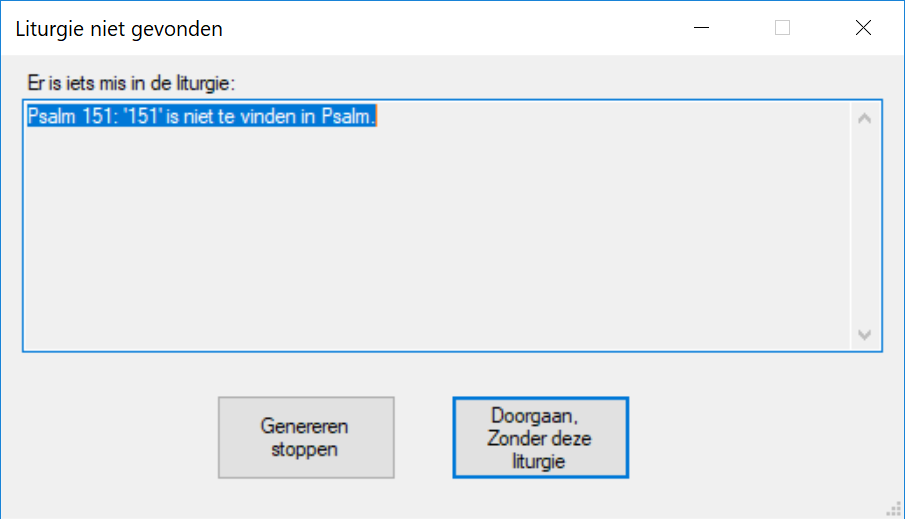 Liturgie niet gevonden
Er is iets mis in de liturgie:
Psalm 151: '151' is niet te vinden in Psalm.
Genereren
stoppen
Doorgaan,
Zonder deze
liturgie